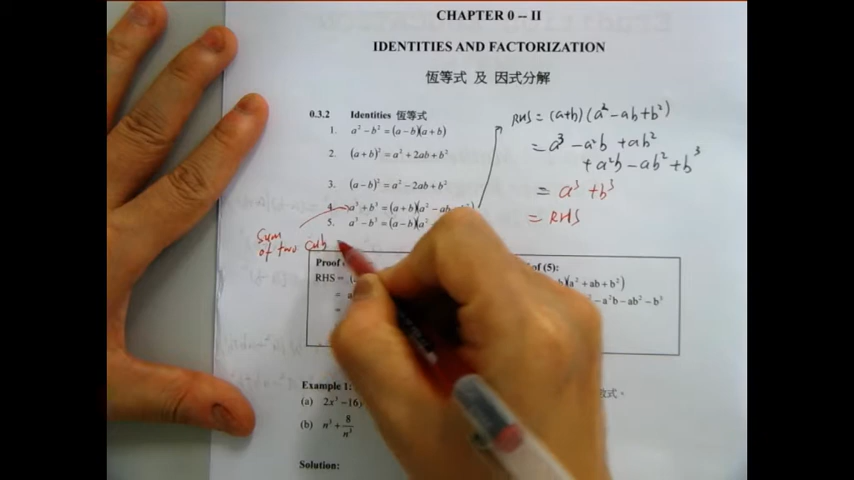 CHAPTER 0 -- II
IDENTITIES AND FACTORIZATION
恆等式 及 因式分解
0.3.2 Identities 恆等式
1. a² − b² = (a − b)(a + b)
2. (a + b)² = a² + 2ab + b²
3. (a − b)² = a² − 2ab + b²
4. a³ + b³ = (a + b)(a² − ab + b²)
5. a³ − b³ = (a − b)(a²
RHS = (a+b)(a² − ab + b²)
= a³ − a²b + ab²
+ a²b − ab² + b³
= a³ + b³
= RHS
Sum
of two cub
Proof
of (5):
RHS = (
)(a² + ab + b²)
= a
− a²b − ab² − b³
=
Example 1:
(a) 2x³ − 16
(b) n³ + 8/n³
Solution: